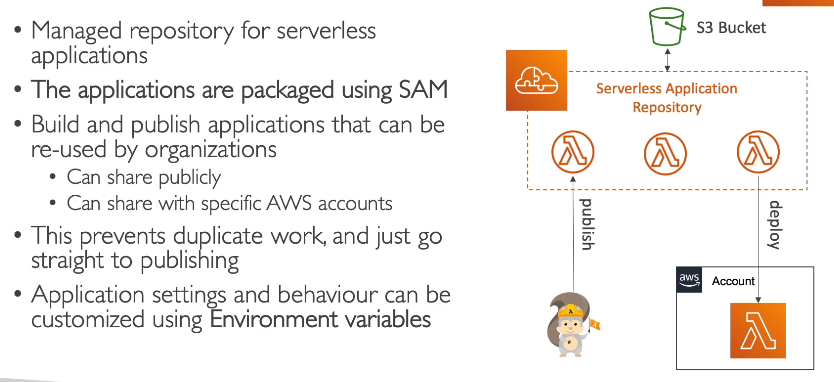 • Managed repository for serverless
applications
• The applications are packaged using SAM
• Build and publish applications that can be
re-used by organizations
• Can share publicly
• Can share with specific AWS accounts
• This prevents duplicate work, and just go
straight to publishing
• Application settings and behaviour can be
customized using Environment variables
S3 Bucket
Serverless Application
Repository
publish
deploy
aws
Account